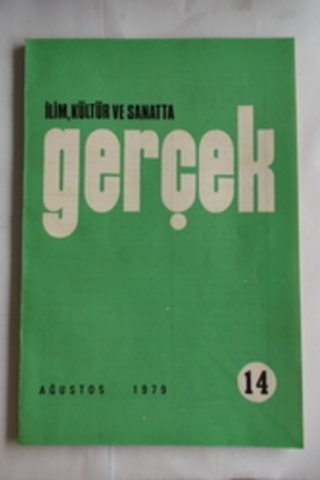 İLİM, KÜLTÜR VE SANATTA
gerçek
AĞUSTOS 1979
14